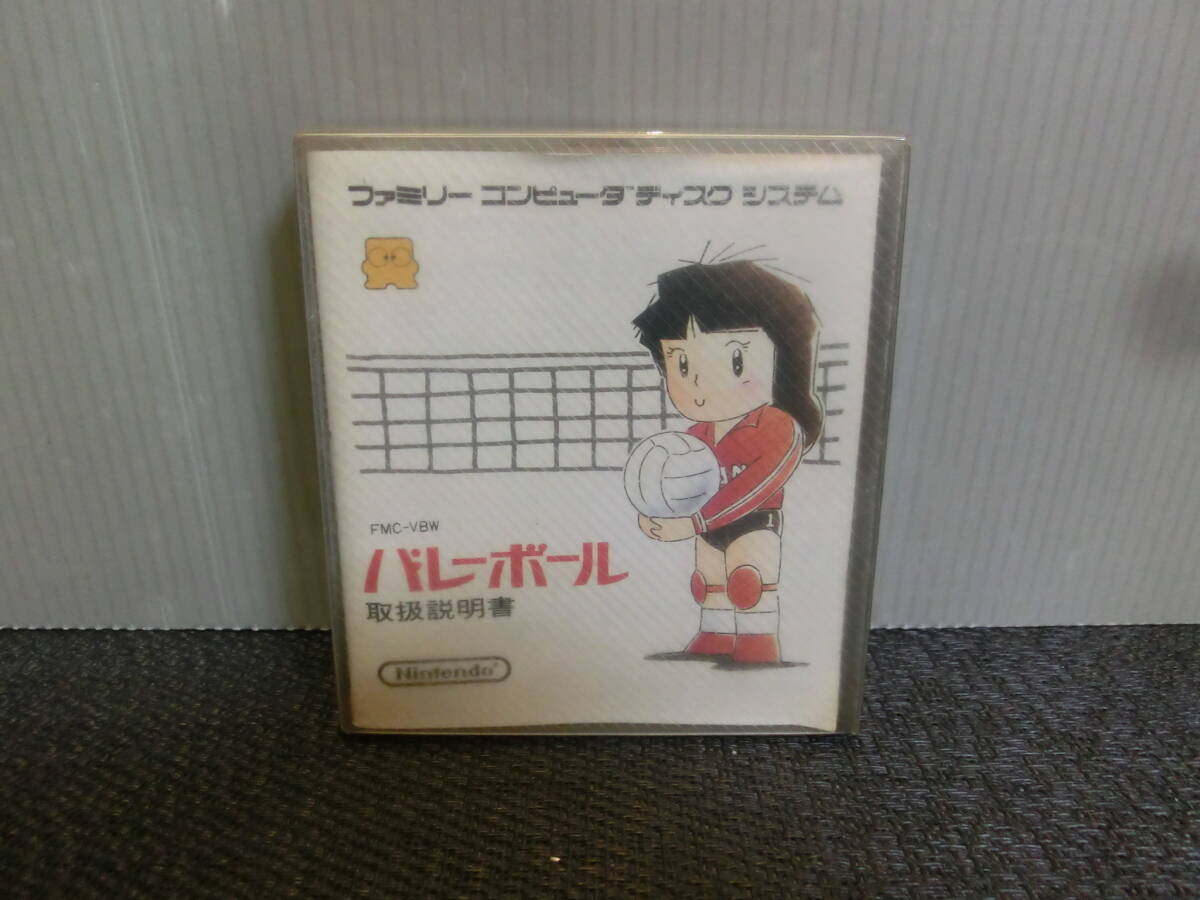 ファミリー コンピュータ ディスク システム
FMC-VBW
バレーボール
取扱説明書
Nintendo
1